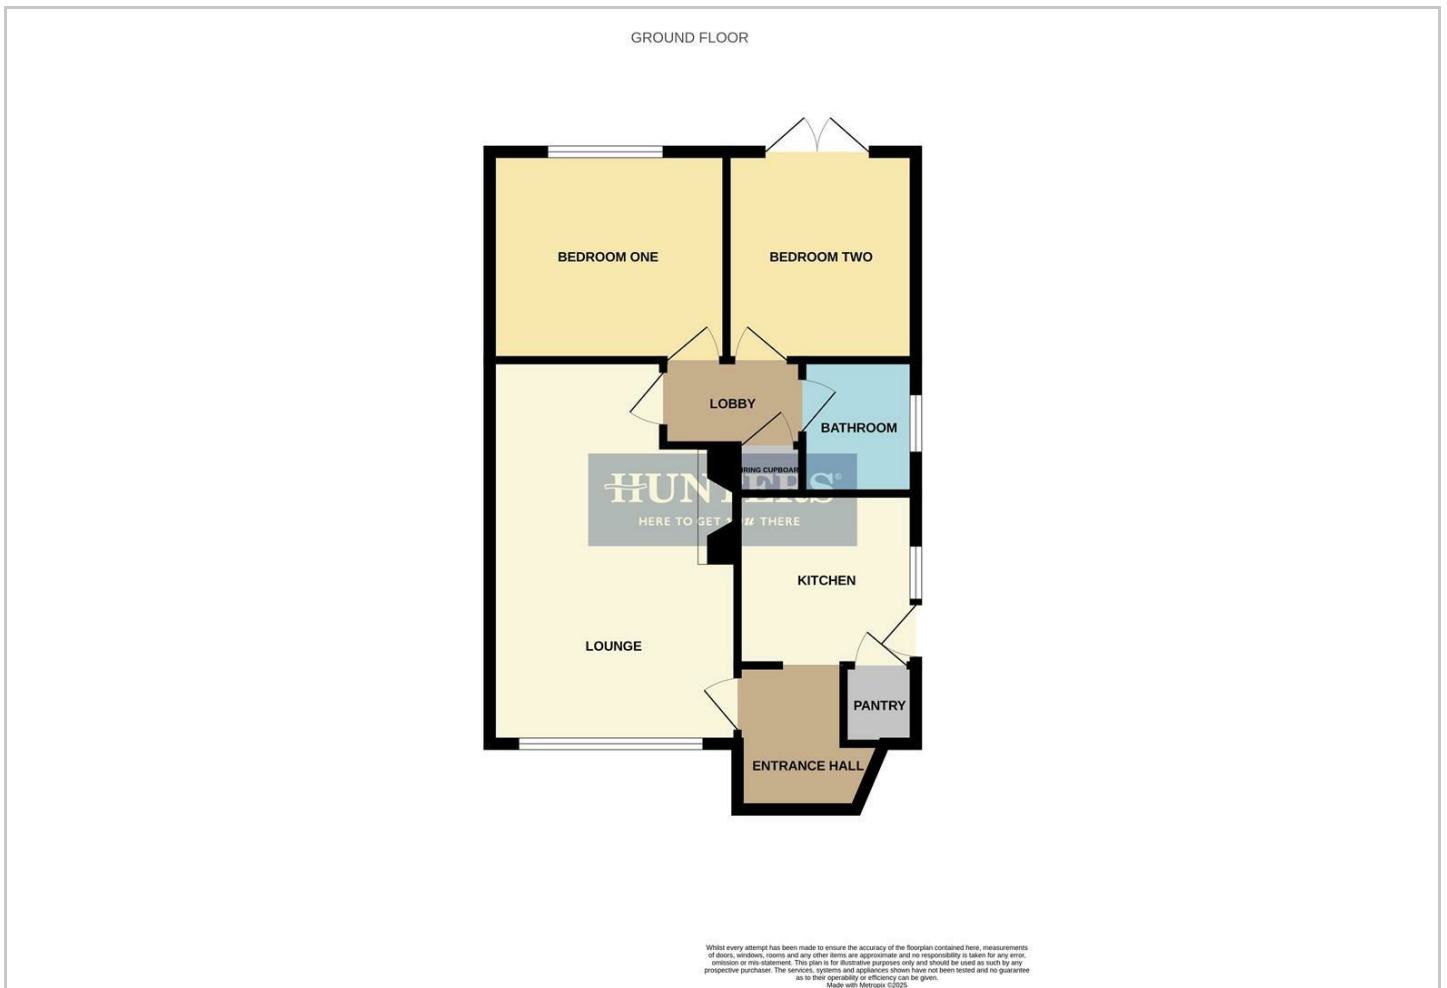 GROUND FLOOR
BEDROOM ONE
BEDROOM TWO
LOBBY
BATHROOM
IRING CUPBOAR
HUNTERS®
HERE TO GET you THERE
KITCHEN
LOUNGE
PANTRY
ENTRANCE HALL
Whilst every attempt has been made to ensure the accuracy of the floorplan contained here, measurements
of doors, windows, rooms and any other items are approximate and no responsibility is taken for any error,
omission or mis-statement. This plan is for illustrative purposes only and should be used as such by any
prospective purchaser. The services, systems and appliances shown have not been tested and no guarantee
as to their operability or efficiency can be given.
Made with Metropix ©2025